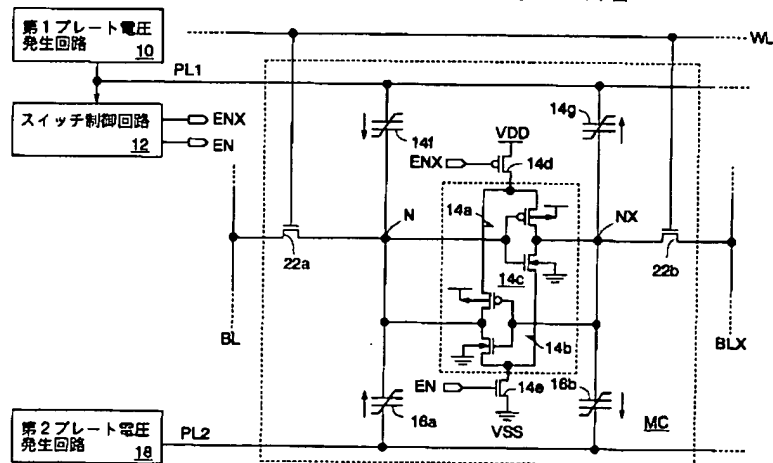 第1プレート電圧
発生回路
10
WL
PL1
スイッチ制御回路
12
ENX
EN
14f
14g
VDD
ENX
14d
N
14a
NX
22a
14c
22b
BL
14b
BLX
EN
14e
16a
16b
MC
VSS
第2プレート電圧
発生回路
18
PL2